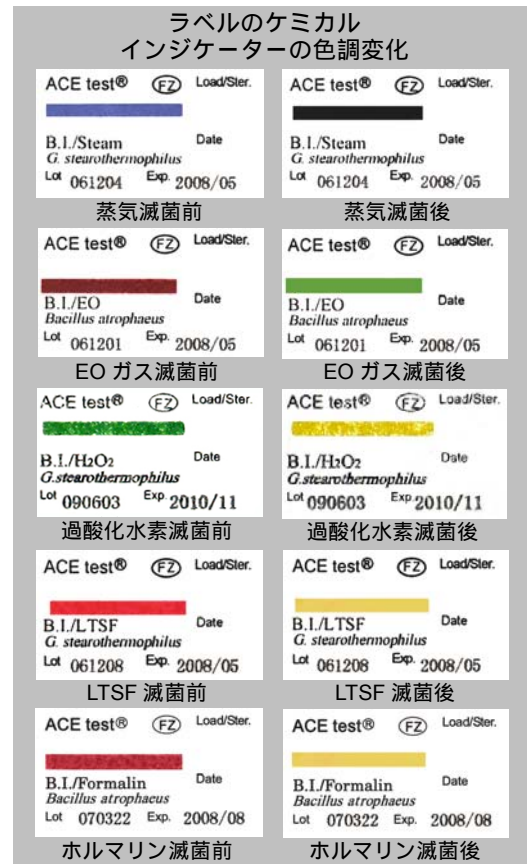 ラベルのケミカル
インジケーターの色調変化
ACE test® FZ Load/Ster.
B.I./Steam Date
G. stearothermophilus
Lot 061204 Exp. 2008/05
蒸気滅菌前
ACE test® FZ Load/Ster.
B.I./Steam Date
G. stearothermophilus
Lot 061204 Exp. 2008/05
蒸気滅菌後
ACE test® FZ Load/Ster.
B.I./EO Date
Bacillus atrophaeus
Lot 061201 Exp. 2008/05
EO ガス滅菌前
ACE test® FZ Load/Ster.
B.I./EO Date
Bacillus atrophaeus
Lot 061201 Exp. 2008/05
EO ガス滅菌後
ACE test® FZ Load/Ster.
B.I./H2O2 Date
G.stearothermophilus
Lot 090603 Exp. 2010/11
過酸化水素滅菌前
ACE test® FZ Load/Ster.
B.I./H2O2 Date
G.stearothermophilus
Lot 090603 Exp. 2010/11
過酸化水素滅菌後
ACE test® FZ Load/Ster.
B.I./LTSF Date
G. stearothermophilus
Lot 061208 Exp. 2008/05
LTSF 滅菌前
ACE test® FZ Load/Ster.
B.I./LTSF Date
G. stearothermophilus
Lot 061208 Exp. 2008/05
LTSF 滅菌後
ACE test® FZ Load/Ster.
B.I./Formalin Date
Bacillus atrophaeus
Lot 070322 Exp. 2008/08
ホルマリン滅菌前
ACE test® FZ Load/Ster.
B.I./Formalin Date
Bacillus atrophaeus
Lot 070322 Exp. 2008/08
ホルマリン滅菌後